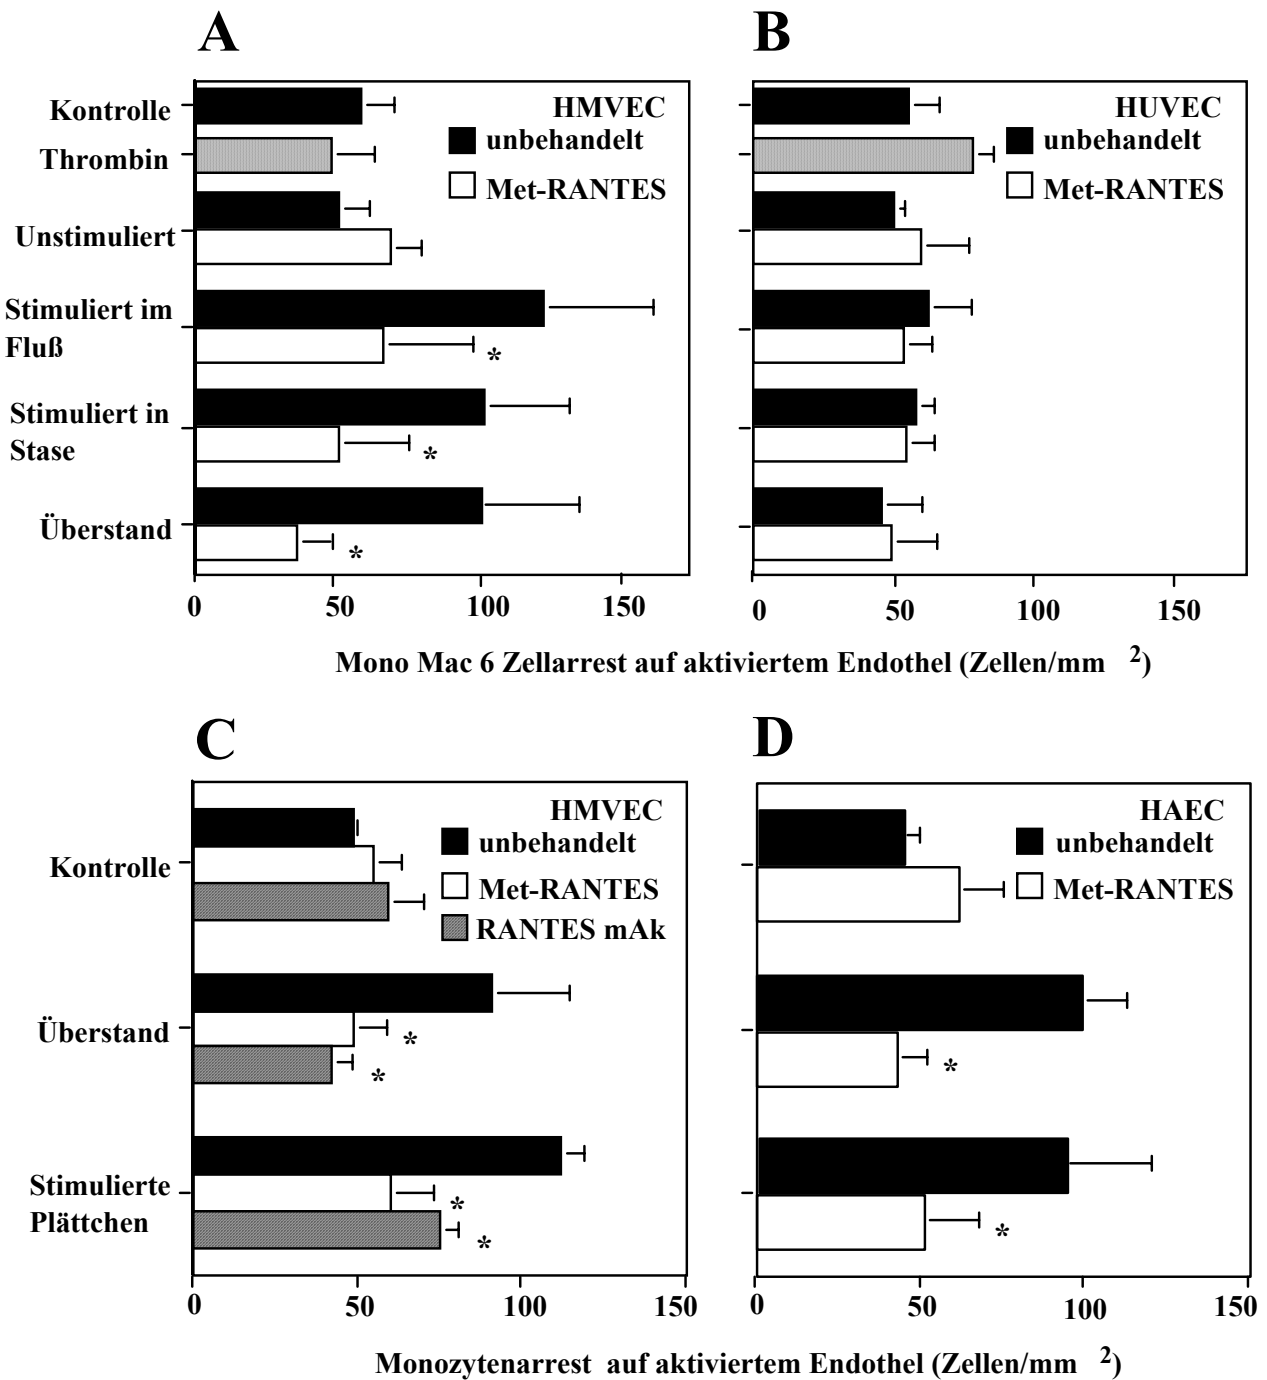 A
B
Kontrolle
Thrombin
Unstimuliert
Stimuliert im
Fluß
Stimuliert in
Stase
Überstand
HMVEC
unbehandelt
Met-RANTES
*
*
*
0 50 100 150
HUVEC
unbehandelt
Met-RANTES
0 50 100 150
Mono Mac 6 Zellarrest auf aktiviertem Endothel (Zellen/mm 2)
C
D
Kontrolle
Überstand
Stimulierte
Plättchen
HMVEC
unbehandelt
Met-RANTES
RANTES mAk
*
*
*
*
0 50 100 150
HAEC
unbehandelt
Met-RANTES
*
*
0 50 100 150
Monozytenarrest auf aktiviertem Endothel (Zellen/mm 2)